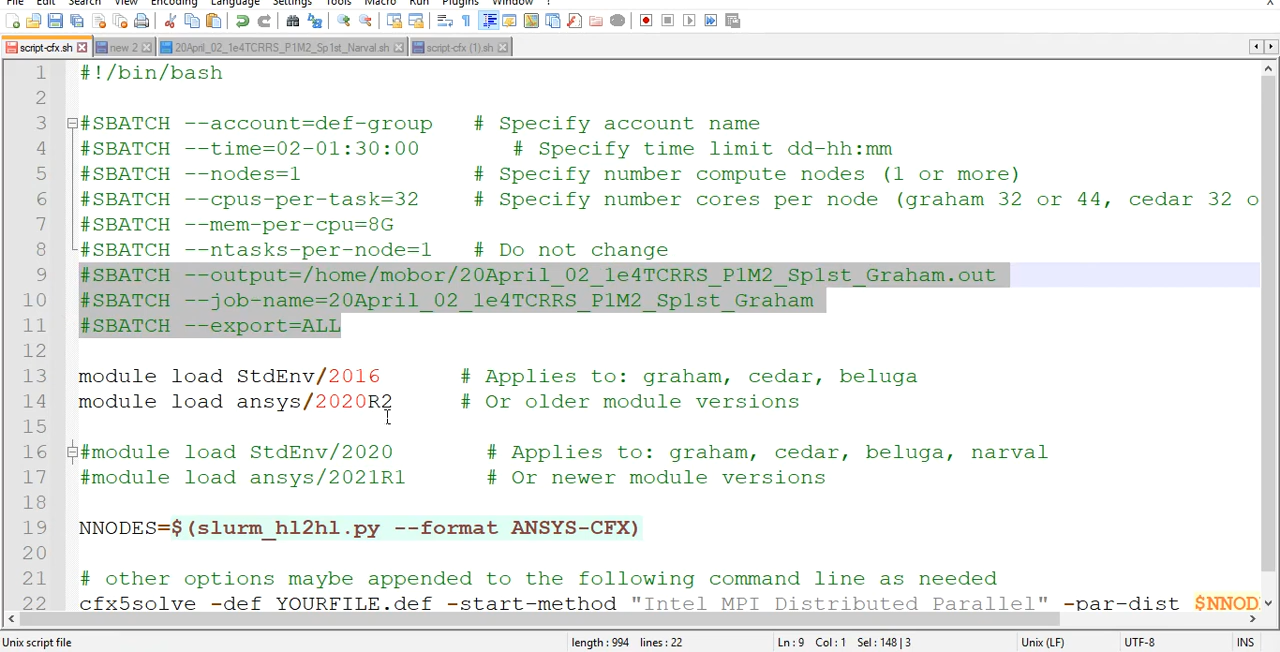 File Edit Search View Encoding Language Settings Tools Macro Run Plugins Window ?
script-cfx.sh new 2 20April_02_1e4TCRRS_P1M2_Sp1st_Narval.sh script-cfx (1).sh
1 #!/bin/bash
2
3 #SBATCH --account=def-group # Specify account name
4 #SBATCH --time=02-01:30:00 # Specify time limit dd-hh:mm
5 #SBATCH --nodes=1 # Specify number compute nodes (1 or more)
6 #SBATCH --cpus-per-task=32 # Specify number cores per node (graham 32 or 44, cedar 32 o
7 #SBATCH --mem-per-cpu=8G
8 #SBATCH --ntasks-per-node=1 # Do not change
9 #SBATCH --output=/home/mobor/20April_02_1e4TCRRS_P1M2_Sp1st_Graham.out
10 #SBATCH --job-name=20April_02_1e4TCRRS_P1M2_Sp1st_Graham
11 #SBATCH --export=ALL
12
13 module load StdEnv/2016 # Applies to: graham, cedar, beluga
14 module load ansys/2020R2 # Or older module versions
15
16 #module load StdEnv/2020 # Applies to: graham, cedar, beluga, narval
17 #module load ansys/2021R1 # Or newer module versions
18
19 NNODES=$(slurm_hl2hl.py --format ANSYS-CFX)
20
21 # other options maybe appended to the following command line as needed
22 cfx5solve -def YOURFILE.def -start-method "Intel MPI Distributed Parallel" -par-dist $NNOD
Unix script file length : 994 lines : 22 Ln : 9 Col : 1 Sel : 148 | 3 Unix (LF) UTF-8 INS